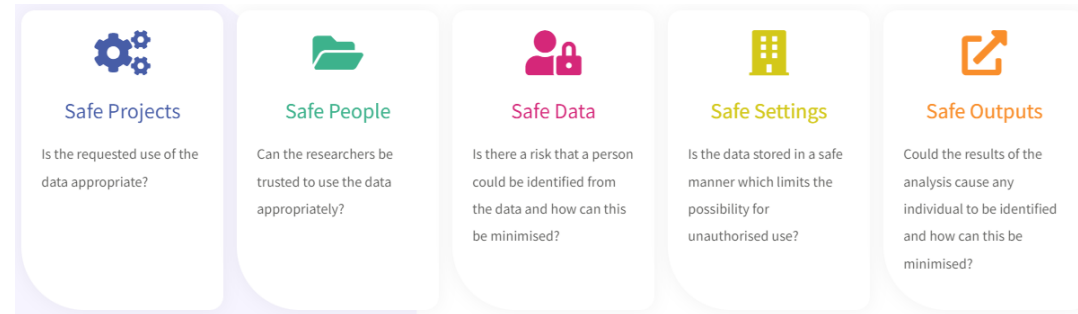 Safe Projects
Is the requested use of the
data appropriate?
Safe People
Can the researchers be
trusted to use the data
appropriately?
Safe Data
Is there a risk that a person
could be identified from
the data and how can this
be minimised?
Safe Settings
Is the data stored in a safe
manner which limits the
possibility for
unauthorised use?
Safe Outputs
Could the results of the
analysis cause any
individual to be identified
and how can this be
minimised?